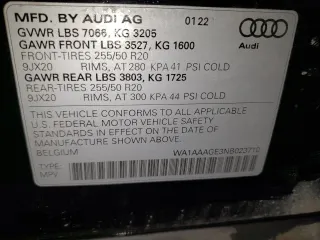 MFD. BY AUDI AG 01 22
GVWR LBS 7066, KG 3205
GAWR FRONT LBS 3527, KG 1600
FRONT-TIRES 255/50 R20
9JX20 RIMS, AT 280 KPA 41 PSI COLD
GAWR REAR LBS 3803, KG 1725
REAR-TIRES 255/50 R20
9JX20 RIMS, AT 300 KPA 44 PSI COLD
Audi
THIS VEHICLE CONFORMS TO ALL APPLICABLE
U.S. FEDERAL MOTOR VEHICLE SAFETY STANDARDS
IN EFFECT ON THE DATE OF MANUFACTURE SHOWN ABOVE.
BELGIUM
TYPE:
MPV